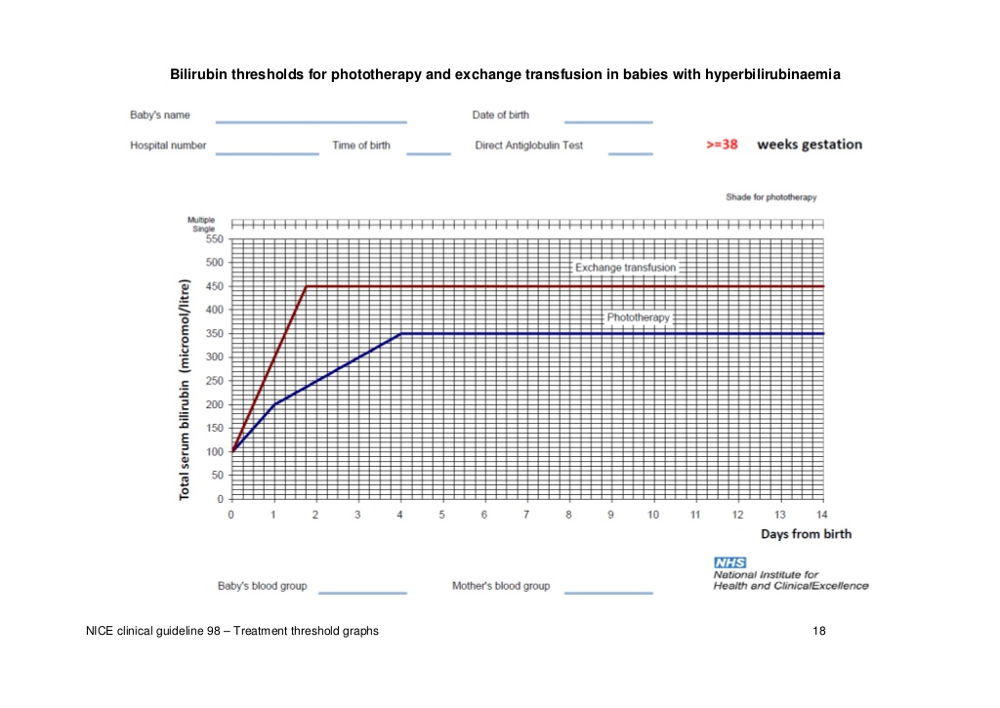 Bilirubin thresholds for phototherapy and exchange transfusion in babies with hyperbilirubinaemia
Baby's name Date of birth
Hospital number Time of birth Direct Antiglobulin Test >=38 weeks gestation
Shade for phototherapy
Multiple
Single
550
500
450
400
350
300
250
200
150
100
50
0
Total serum bilirubin (micromol/litre)
Exchange transfusion
Phototherapy
0 1 2 3 4 5 6 7 8 9 10 11 12 13 14
Days from birth
NHS
National Institute for
Health and ClinicalExcellence
Baby's blood group Mother's blood group
NICE clinical guideline 98 – Treatment threshold graphs 18